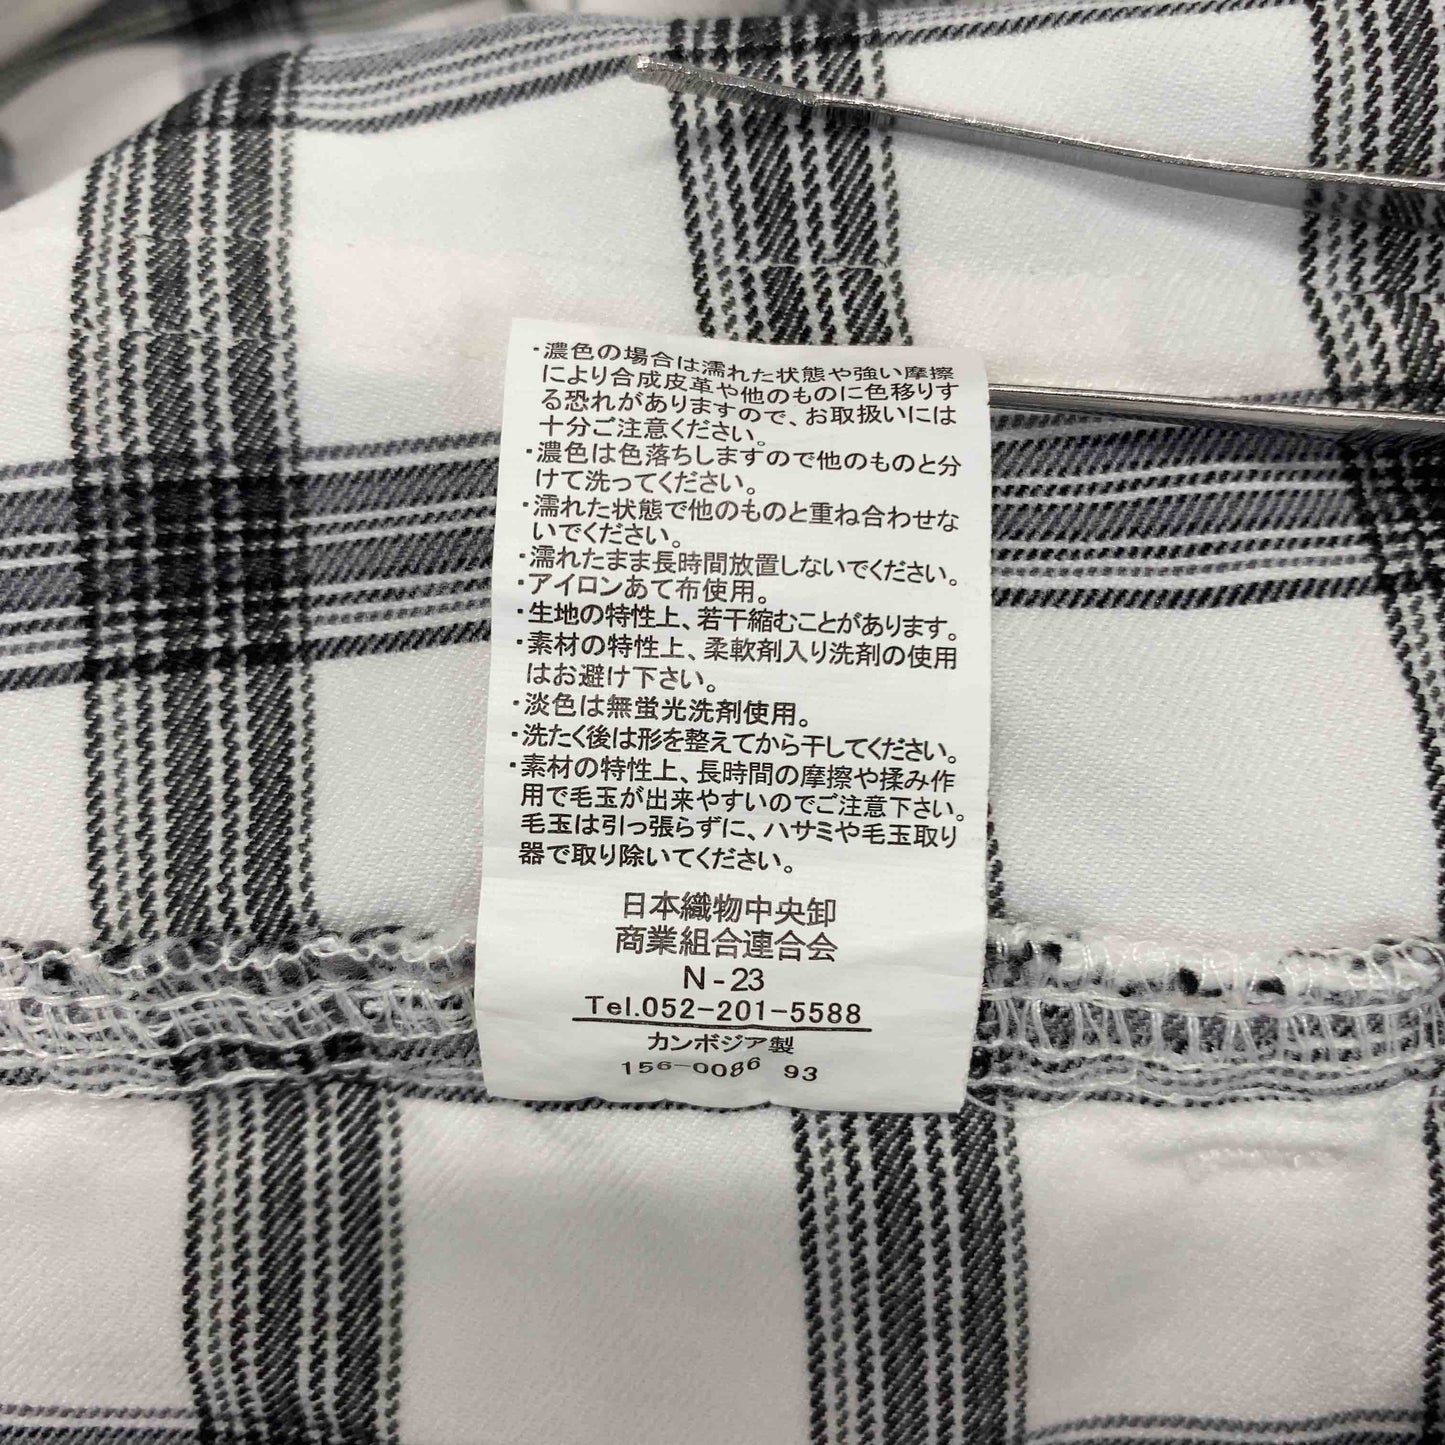 ・濃色の場合は濡れた状態や強い摩擦
により合成皮革や他のものに色移りす
る恐れがありますので、お取扱いには
十分ご注意ください。
・濃色は色落ちしますので他のものと分
けて洗ってください。
・濡れた状態で他のものと重ね合わせな
いでください。
・濡れたまま長時間放置しないでください。
・アイロンあて布使用。
・生地の特性上、若干縮むことがあります。
・素材の特性上、柔軟剤入り洗剤の使用
はお避け下さい。
・淡色は無蛍光洗剤使用。
・洗たく後は形を整えてから干してください。
・素材の特性上、長時間の摩擦や揉み作
用で毛玉が出来やすいのでご注意下さい。
毛玉は引っ張らずに、ハサミや毛玉取り
器で取り除いてください。
日本織物中央卸
商業組合連合会
N-23
Tel.052-201-5588
カンボジア製
156-0086 93